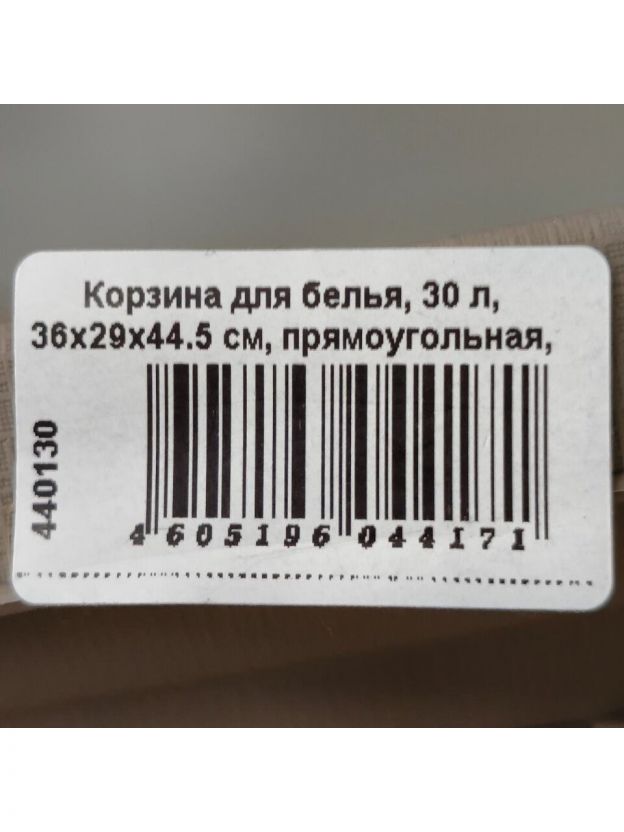 Корзина для белья, 30 л,
36x29x44.5 см, прямоугольная,
440130
4 605196 044171